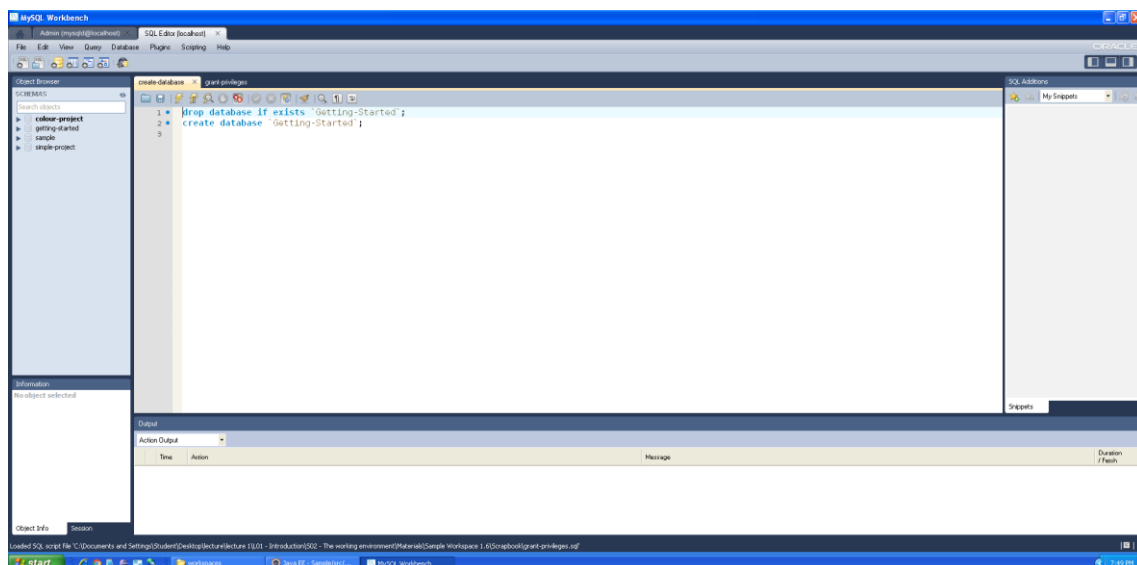 MySQL Workbench
Admin (mysqld@localhost) ×
SQL Editor (localhost) ×
File Edit View Query Database Plugins Scripting Help
ORACLE
Object Browser
create-database × grant-privileges
SQL Additions
SCHEMAS
Search objects
My Snippets
colour-project
getting-started
sample
simple-project
1 drop database if exists `Getting-Started`;
2 create database `Getting-Started`;
3
Information
No object selected
Snippets
Output
Action Output
Time Action Message Duration / Fetch
Object Info Session
Loaded SQL script file 'C:\Documents and Settings\Student\Desktop\lecture\lecture 1\L01 - Introduction\S02 - The working environment\Materials\Sample Workspace 1.6\Scrapbook\grant-privileges.sql'
start
workspaces
Java EE - Sample/src/...
MySQL Workbench
7:49 PM